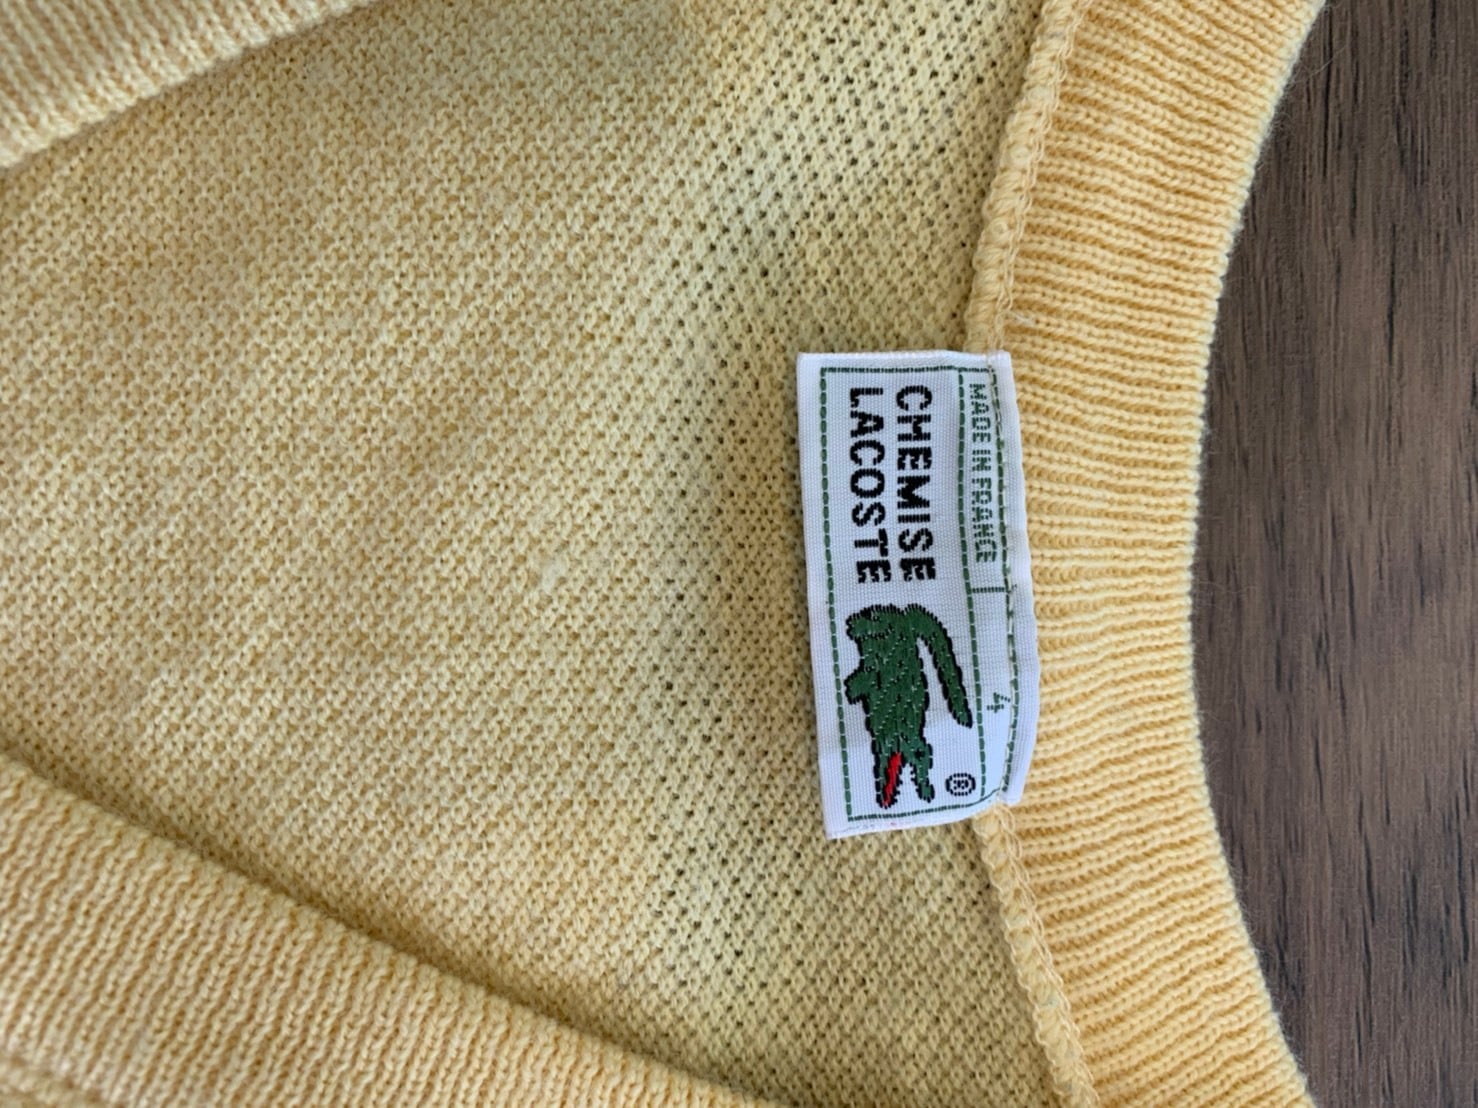 MADE IN FRANCE 4
CHEMISE
LACOSTE
®